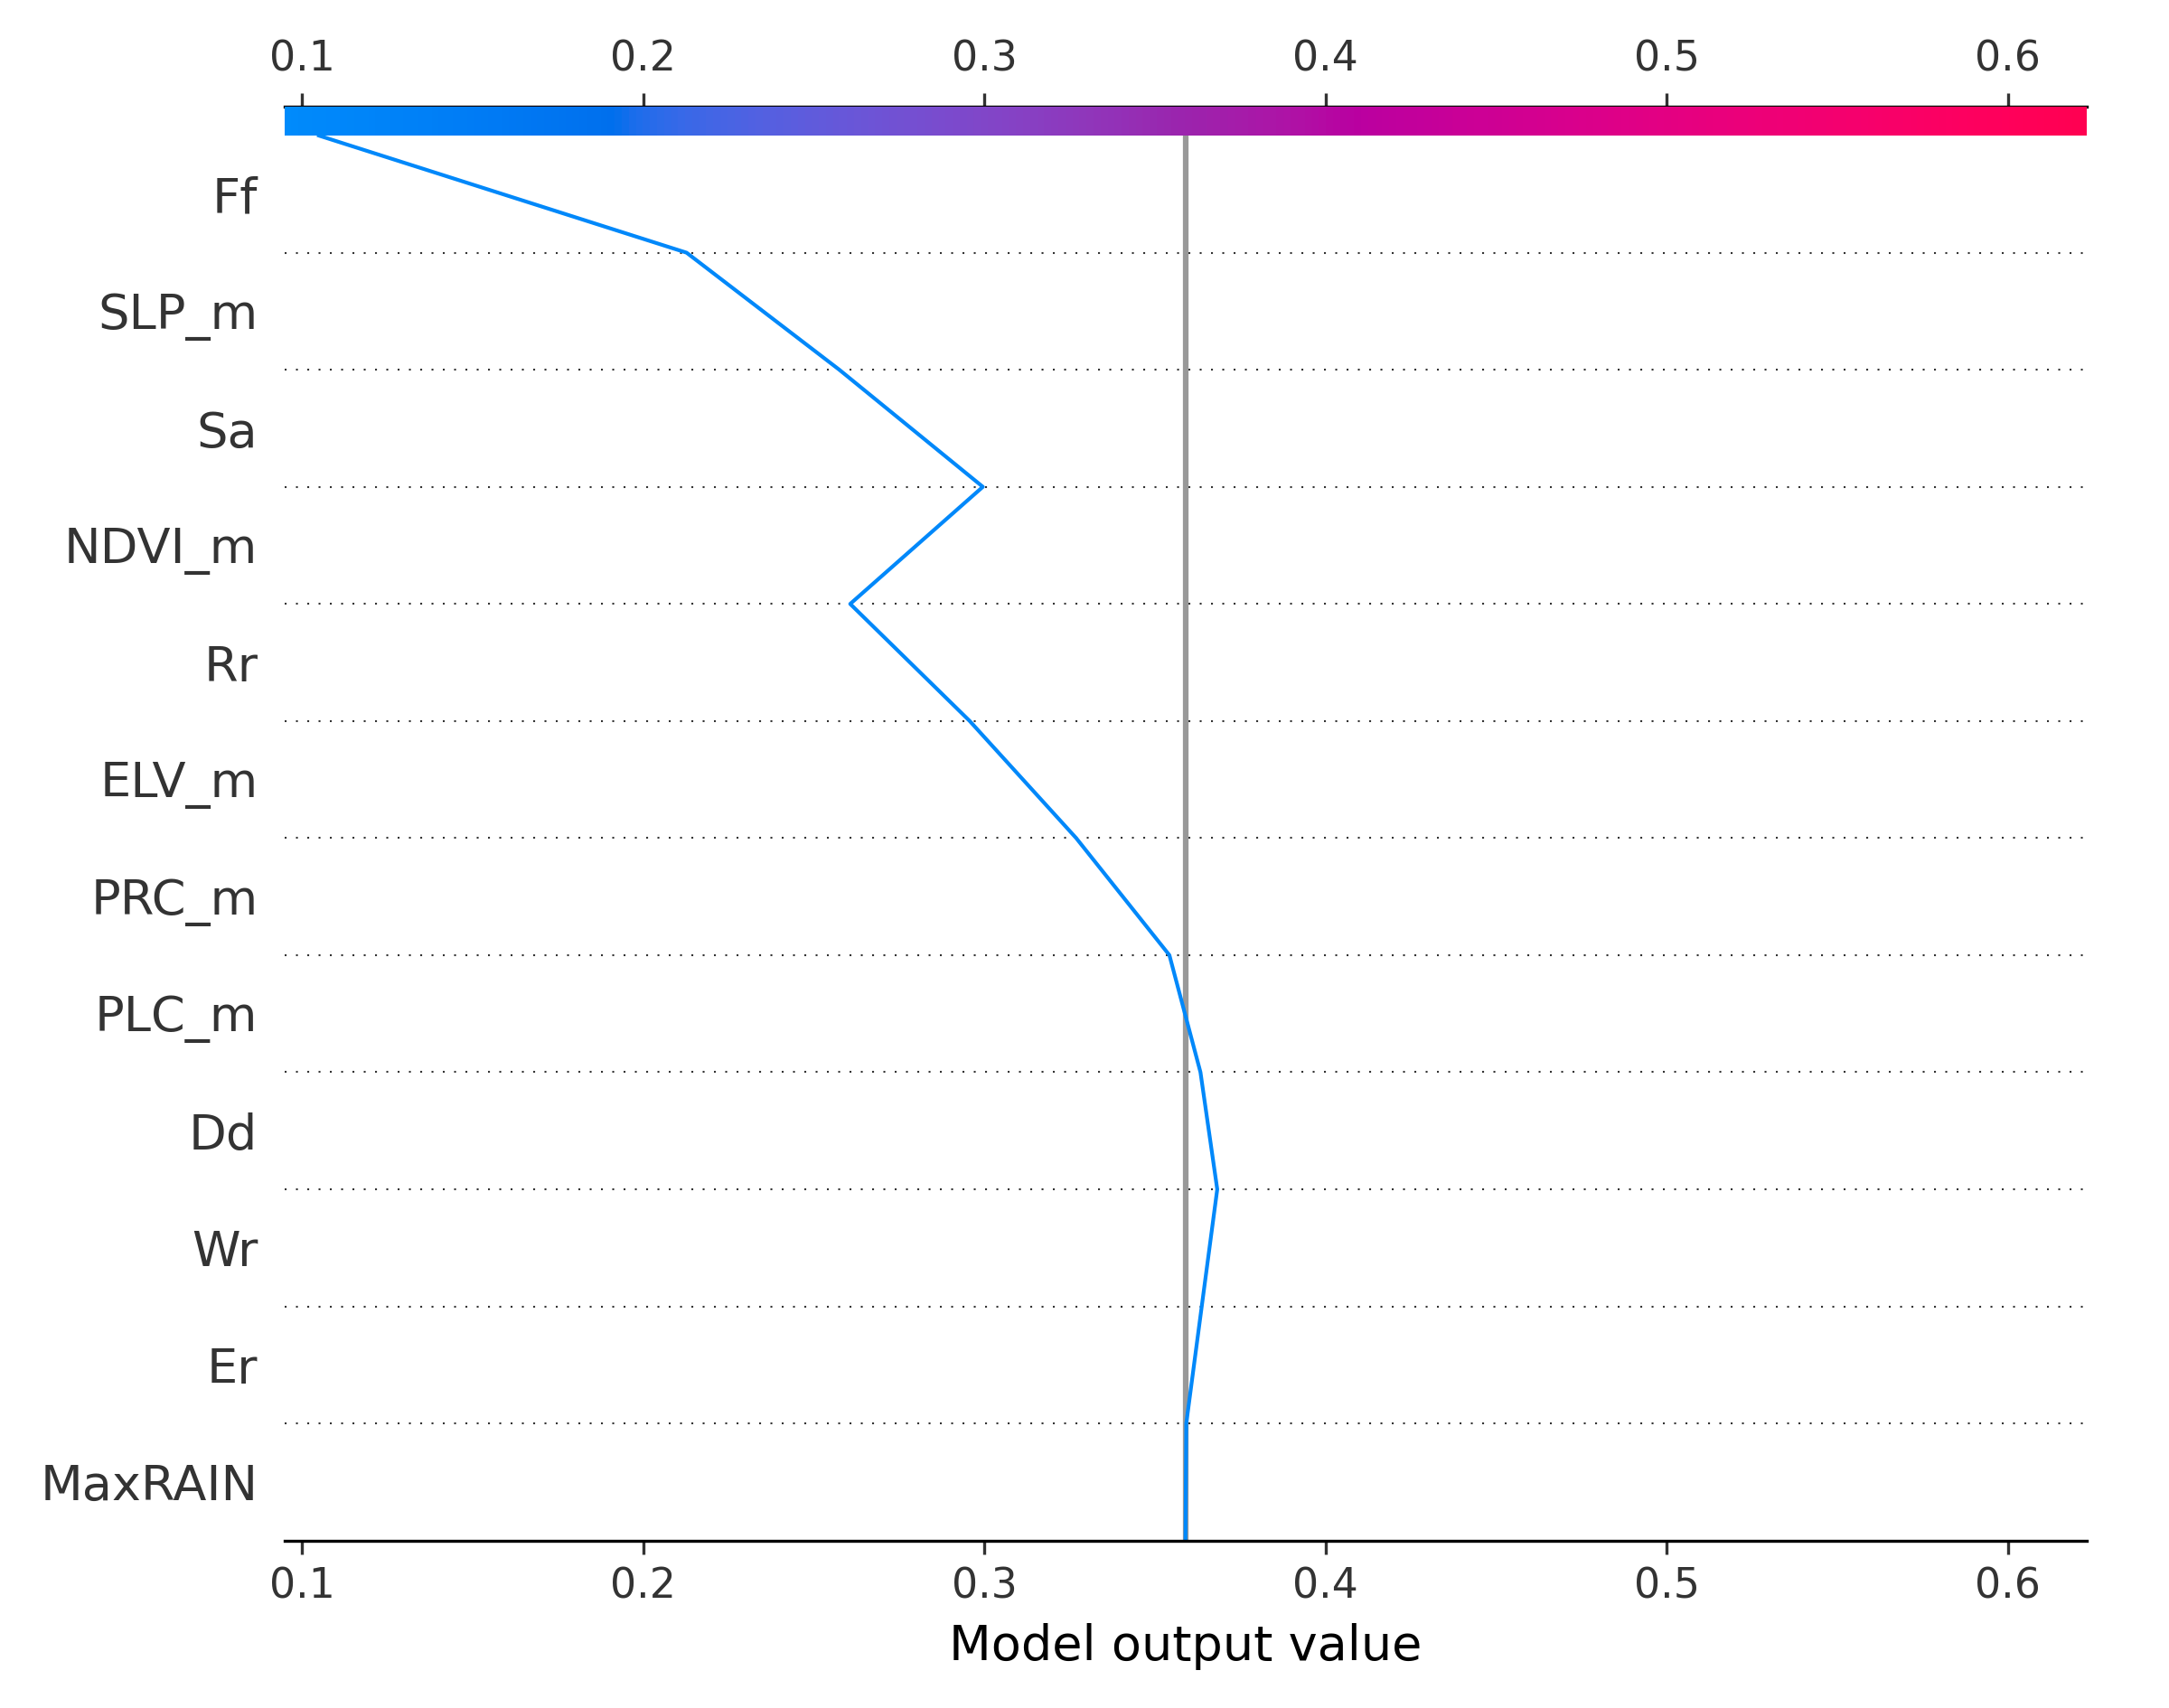 0.1 0.2 0.3 0.4 0.5 0.6
Ff
SLP_m
Sa
NDVI_m
Rr
ELV_m
PRC_m
PLC_m
Dd
Wr
Er
MaxRAIN
0.1 0.2 0.3 0.4 0.5 0.6
Model output value